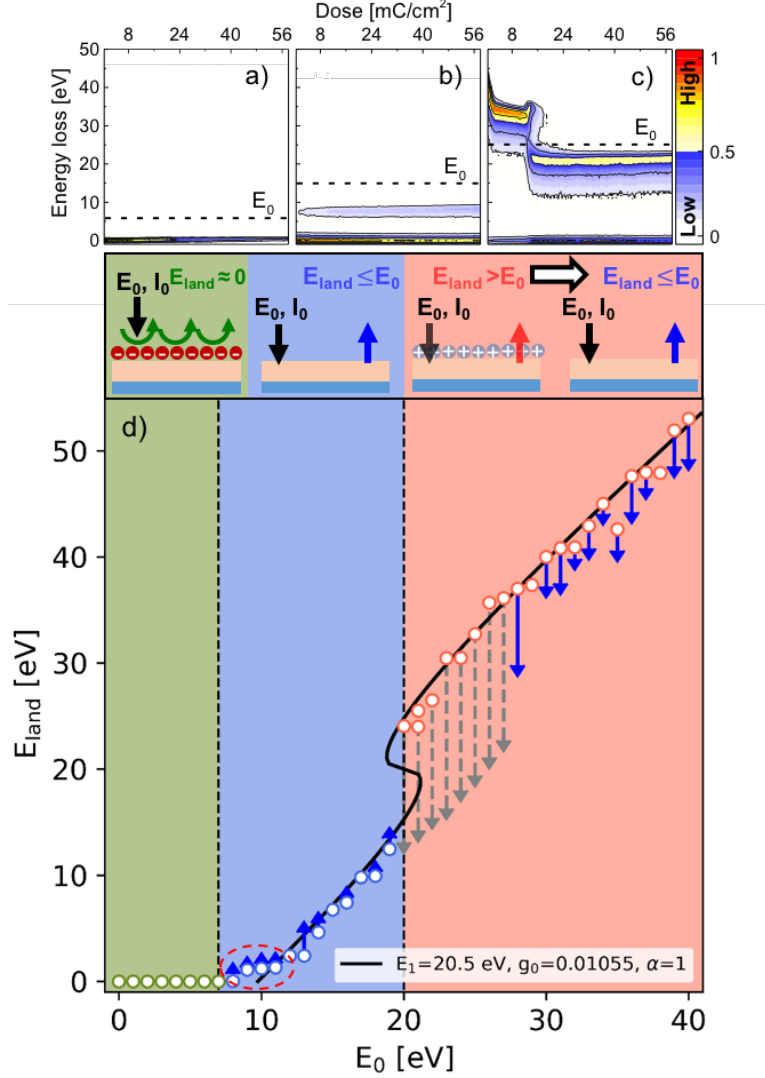 Dose [mC/cm²]
8 24 40 56 8 24 40 56 8 24 40 56
50
40
30
20
10
0
Energy loss [eV]
a)
b)
c)
E₀
E₀
E₀
1
High
0.5
Low
0
E₀, I₀
E_land ≈ 0
E_land ≤ E₀
E₀, I₀
E_land > E₀
E₀, I₀
E_land ≤ E₀
E₀, I₀
d)
50
40
30
20
10
0
E_land [eV]
E₁=20.5 eV, g₀=0.01055, α=1
0 10 20 30 40
E₀ [eV]